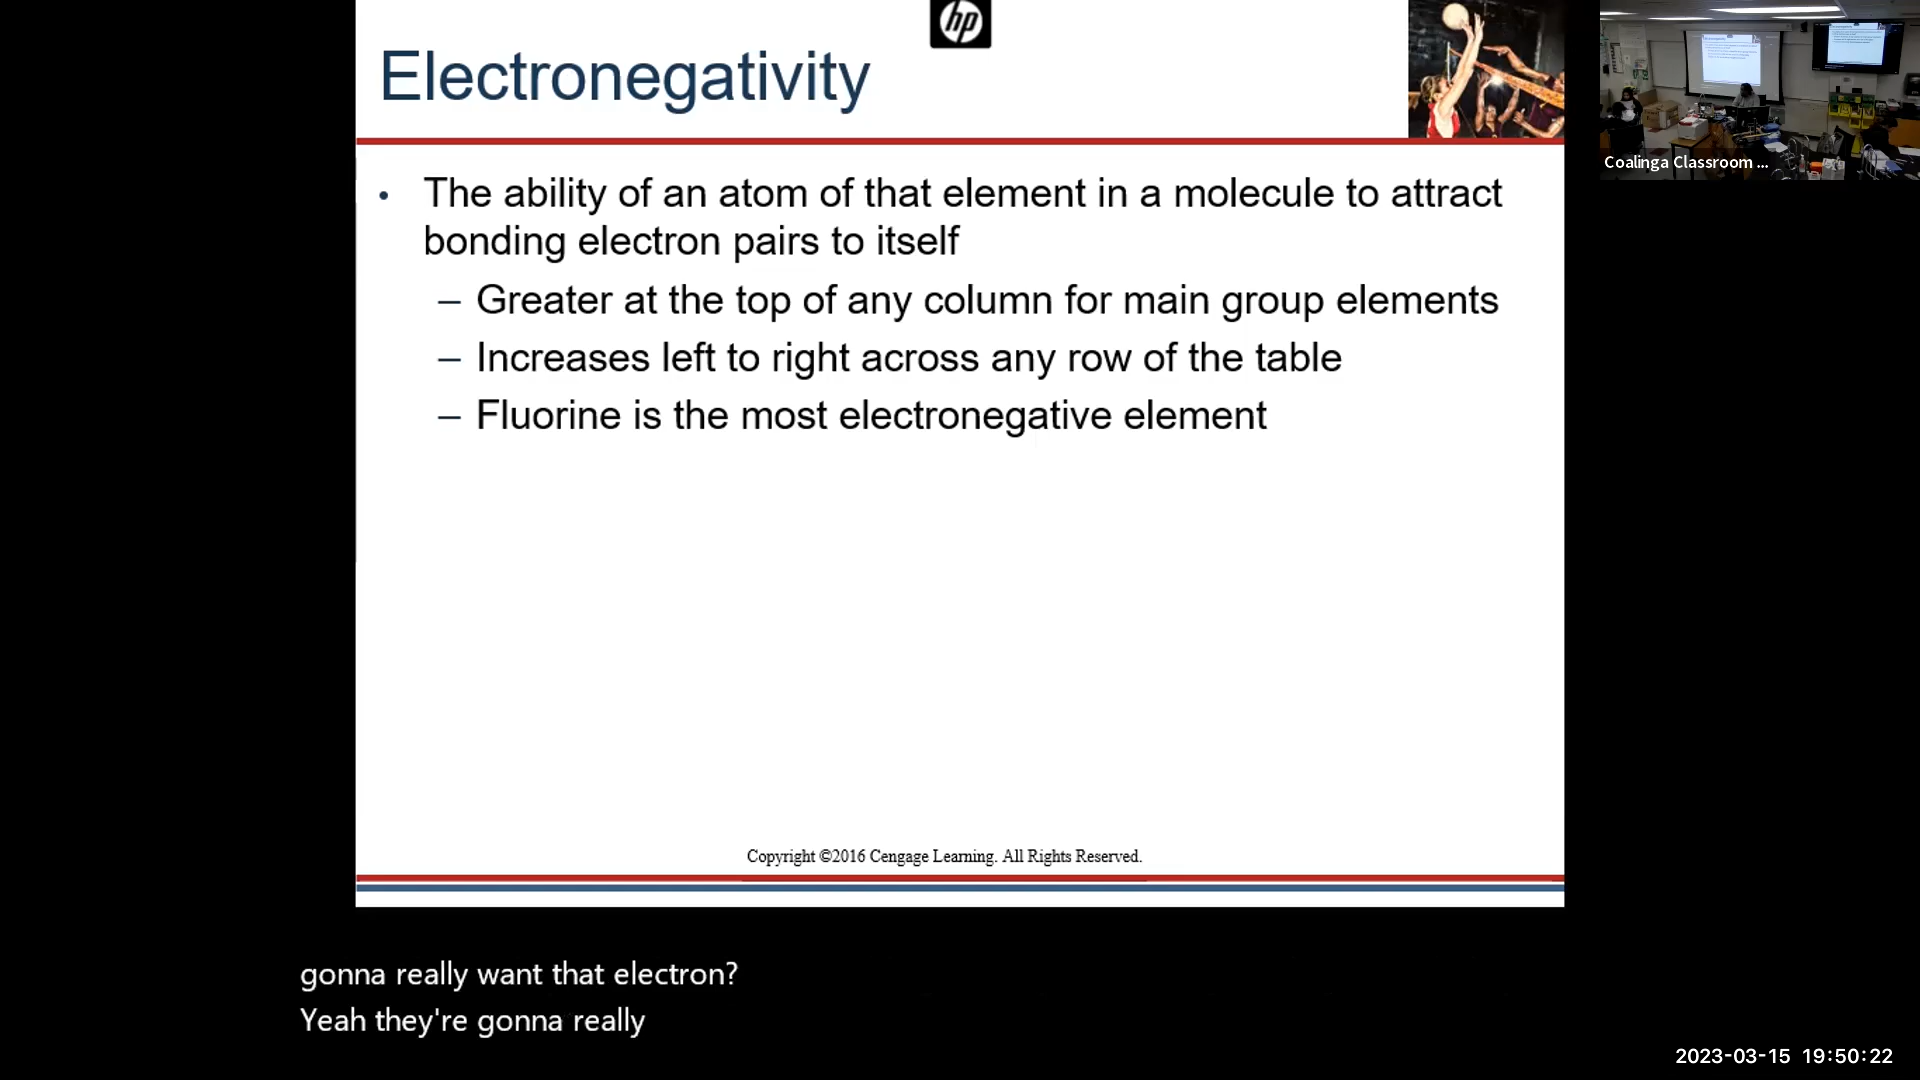 hp
Electronegativity
Coalinga Classroom ...
• The ability of an atom of that element in a molecule to attract
bonding electron pairs to itself
– Greater at the top of any column for main group elements
– Increases left to right across any row of the table
– Fluorine is the most electronegative element
Copyright ©2016 Cengage Learning. All Rights Reserved.
gonna really want that electron?
Yeah they're gonna really
2023-03-15 19:50:22